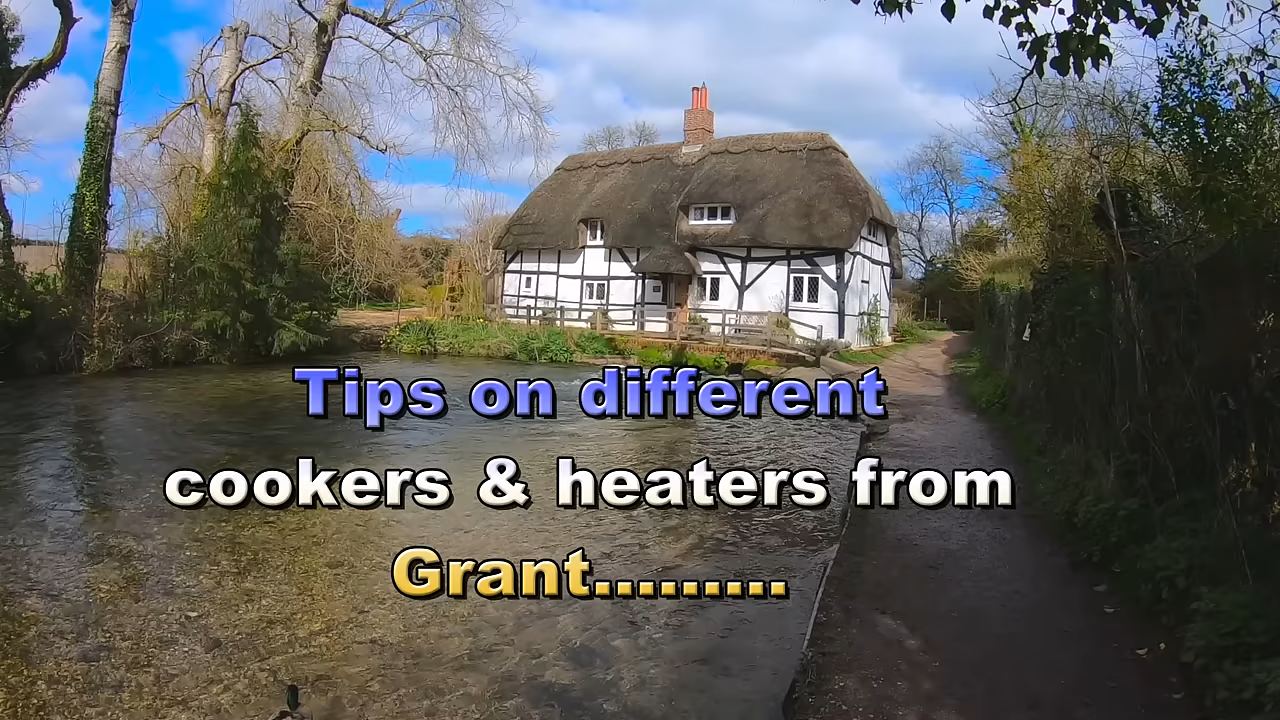 Tips on different
cookers & heaters from
Grant.........